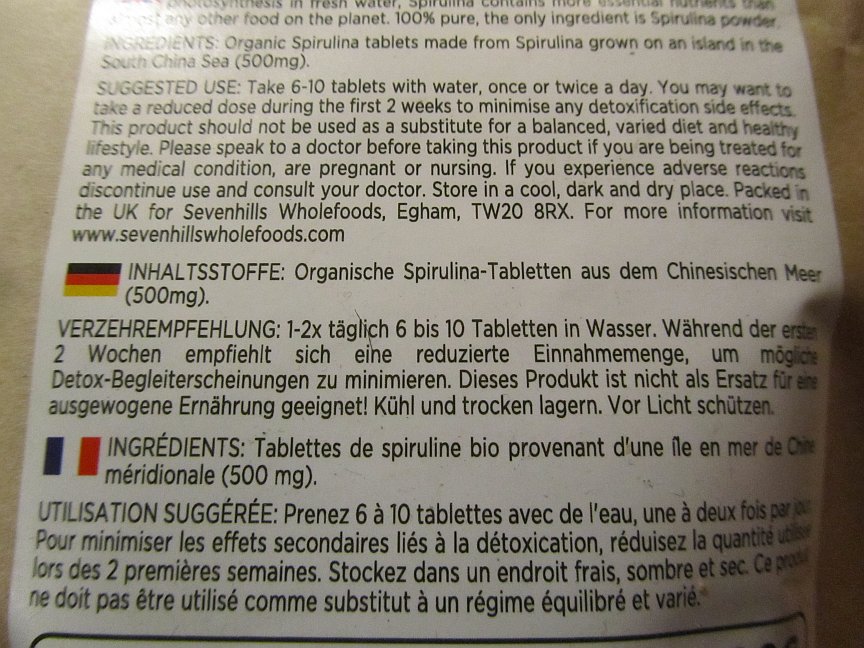 photosynthesis in fresh water, Spirulina contains more essential nutrients than
almost any other food on the planet. 100% pure, the only ingredient is Spirulina powder.
INGREDIENTS: Organic Spirulina tablets made from Spirulina grown on an island in the
South China Sea (500mg).
SUGGESTED USE: Take 6-10 tablets with water, once or twice a day. You may want to
take a reduced dose during the first 2 weeks to minimise any detoxification side effects.
This product should not be used as a substitute for a balanced, varied diet and healthy
lifestyle. Please speak to a doctor before taking this product if you are being treated for
any medical condition, are pregnant or nursing. If you experience adverse reactions
discontinue use and consult your doctor. Store in a cool, dark and dry place. Packed in
the UK for Sevenhills Wholefoods, Egham, TW20 8RX. For more information visit
www.sevenhillswholefoods.com
INHALTSSTOFFE: Organische Spirulina-Tabletten aus dem Chinesischen Meer
(500mg).
VERZEHREMPFEHLUNG: 1-2x täglich 6 bis 10 Tabletten in Wasser. Während der ersten
2 Wochen empfiehlt sich eine reduzierte Einnahmemenge, um mögliche
Detox-Begleiterscheinungen zu minimieren. Dieses Produkt ist nicht als Ersatz für eine
ausgewogene Ernährung geeignet! Kühl und trocken lagern. Vor Licht schützen.
INGRÉDIENTS: Tablettes de spiruline bio provenant d'une île en mer de Chine
méridionale (500 mg).
UTILISATION SUGGÉRÉE: Prenez 6 à 10 tablettes avec de l'eau, une à deux fois par jour.
Pour minimiser les effets secondaires liés à la détoxication, réduisez la quantité utilisée
lors des 2 premières semaines. Stockez dans un endroit frais, sombre et sec. Ce produit
ne doit pas être utilisé comme substitut à un régime équilibré et varié.